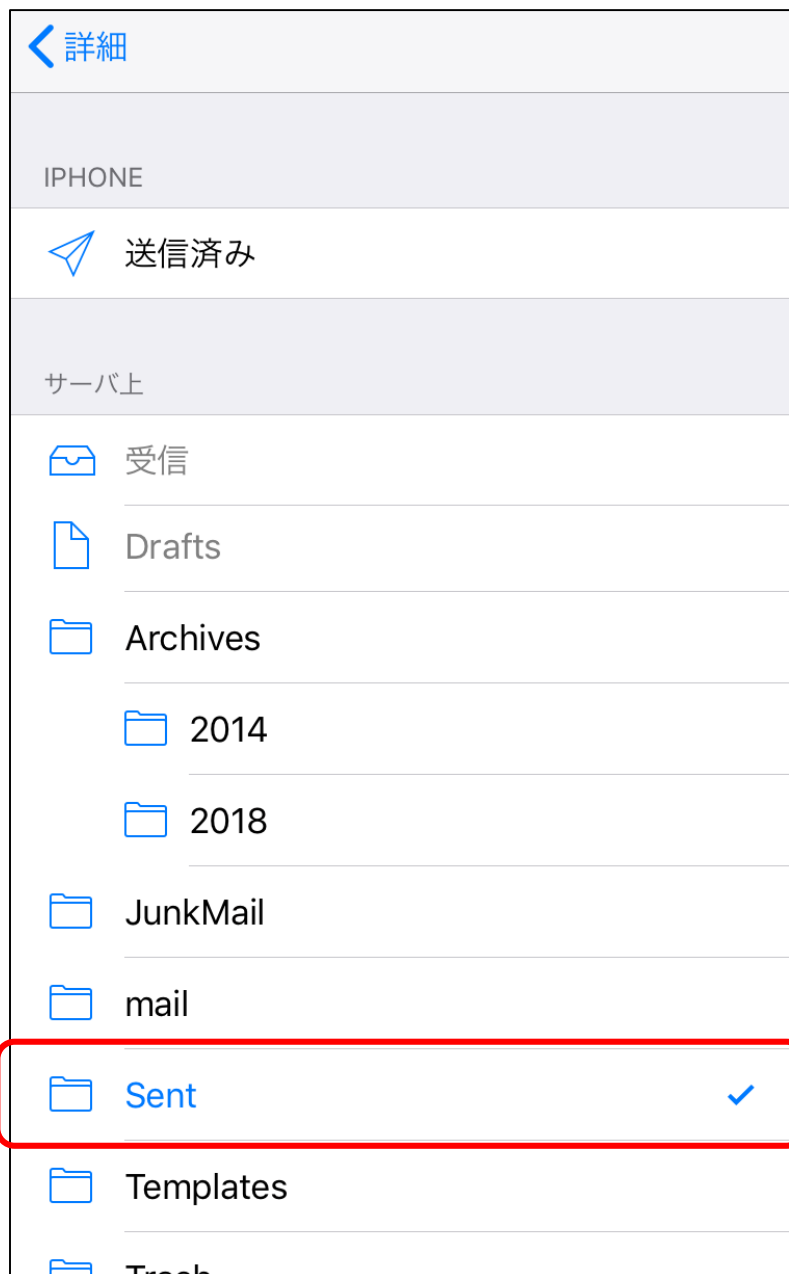 詳細
IPHONE
送信済み
サーバ上
受信
Drafts
Archives
2014
2018
JunkMail
mail
Sent
Templates
Trash